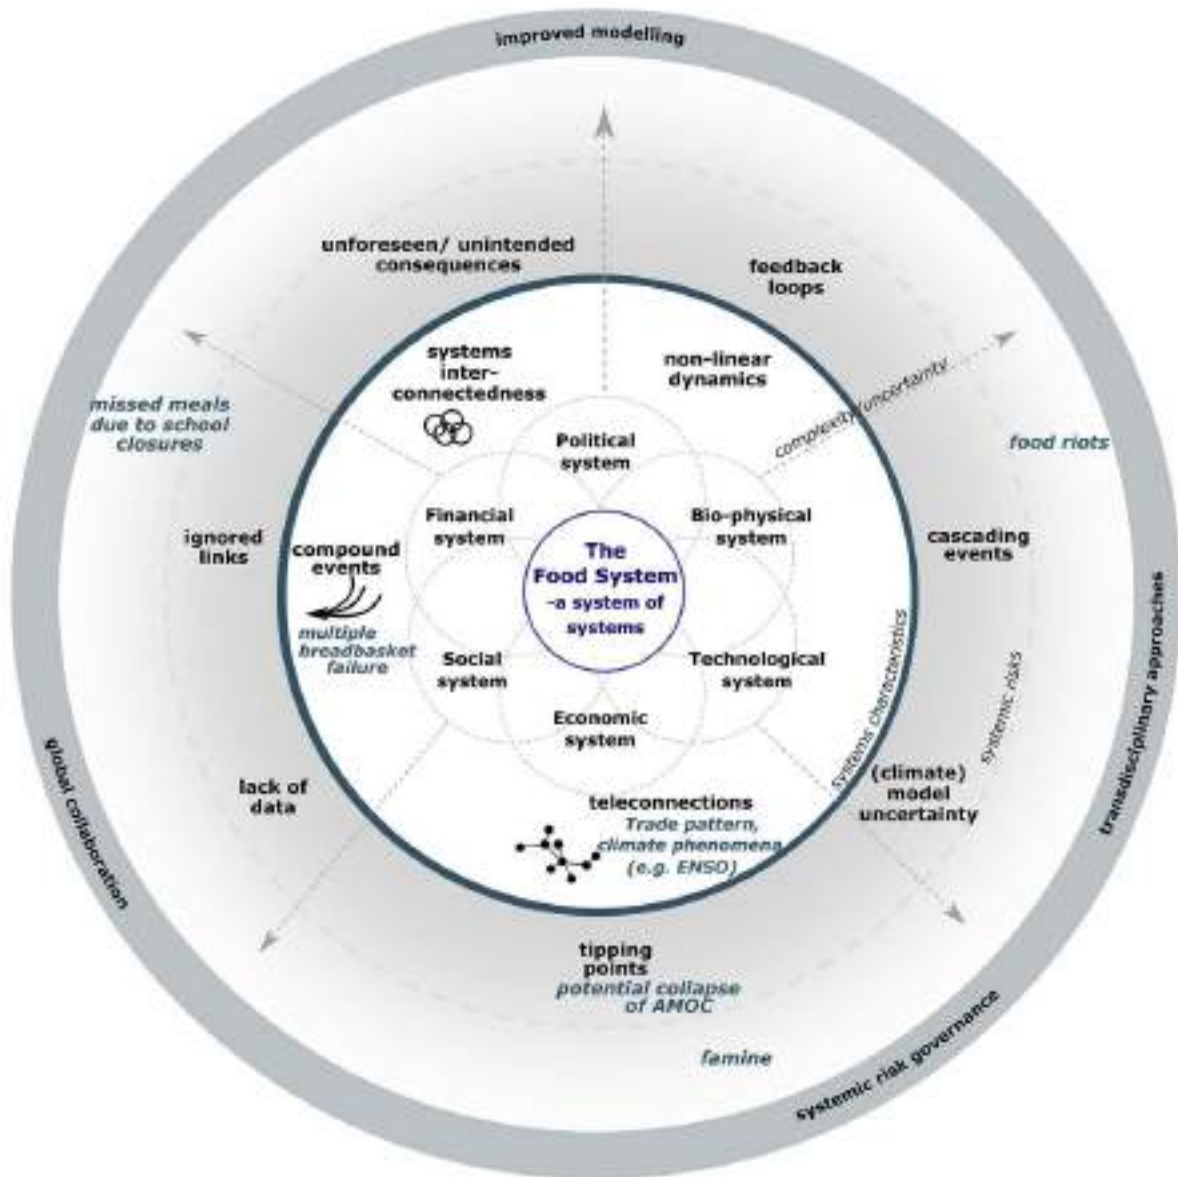 improved modelling
unforeseen/ unintended
consequences
feedback
loops
systems
inter-
connectedness
non-linear
dynamics
complexity/uncertainty
missed meals
due to school
closures
food riots
Political
system
Financial
system
Bio-physical
system
ignored
links
compound
events
multiple
breadbasket
failure
The
Food System
-a system of
systems
cascading
events
Social
system
Technological
system
Economic
system
systems characteristics
systemic risks
transdisciplinary approaches
global collaboration
lack of
data
(climate)
model
uncertainty
teleconnections
Trade pattern,
climate phenomena
(e.g. ENSO)
tipping
points
potential collapse
of AMOC
famine
systemic risk governance